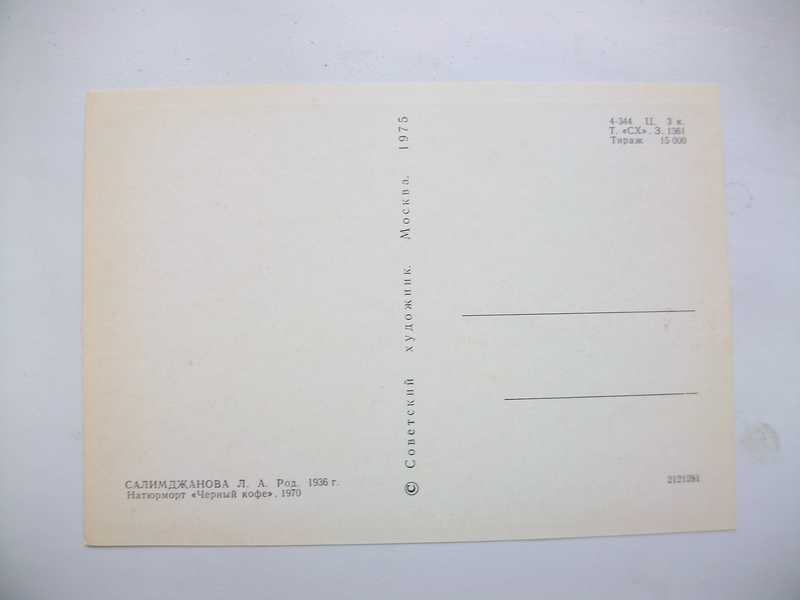 4-344. Ц. 3 к.
Т. «СХ». З. 1361
Тираж 15 000
© Советский художник. Москва. 1975
САЛИМДЖАНОВА Л. А. Род. 1936 г.
Натюрморт «Черный кофе». 1970
2121281